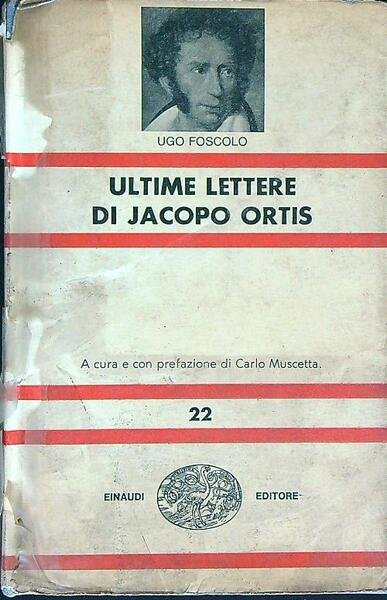 UGO FOSCOLO
ULTIME LETTERE
DI JACOPO ORTIS
A cura e con prefazione di Carlo Muscetta.
22
EINAUDI EDITORE